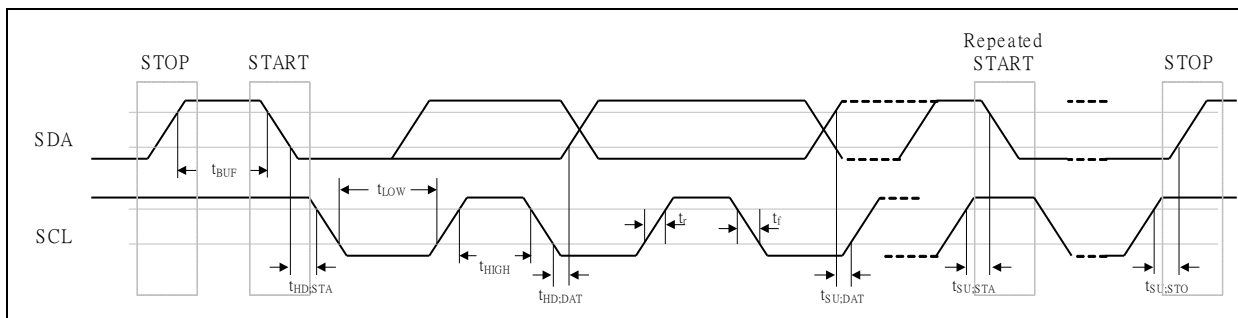 Repeated
STOP START START STOP
SDA
tBUF
tLOW
SCL
tr tf
tHIGH
tHD;STA tHD;DAT tSU;DAT tSU;STA tSU;STO